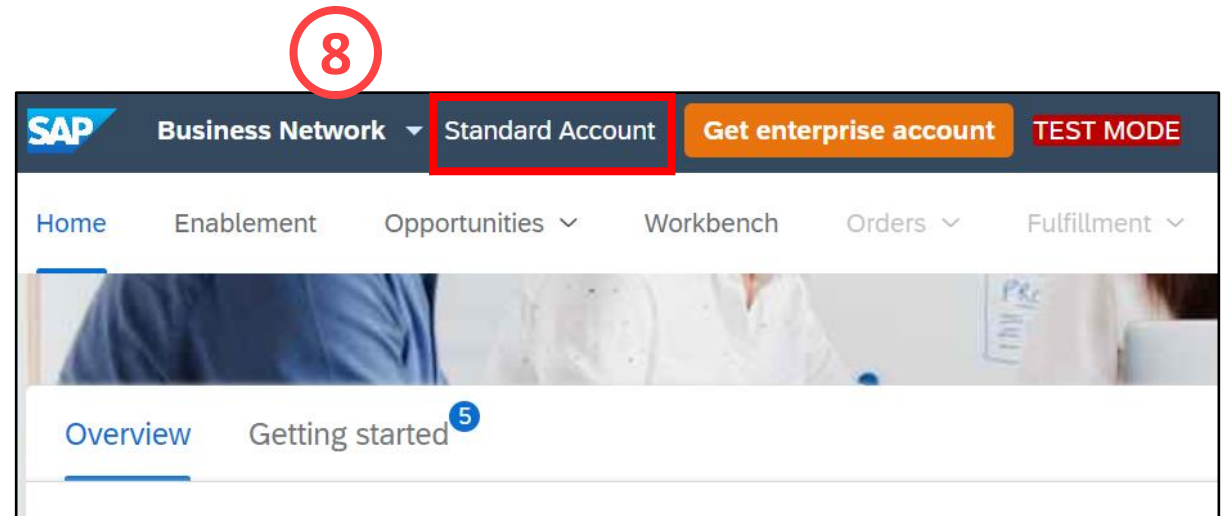 8
SAP Business Network Standard Account Get enterprise account TEST MODE
Home Enablement Opportunities Workbench Orders Fulfillment
Overview Getting started 5